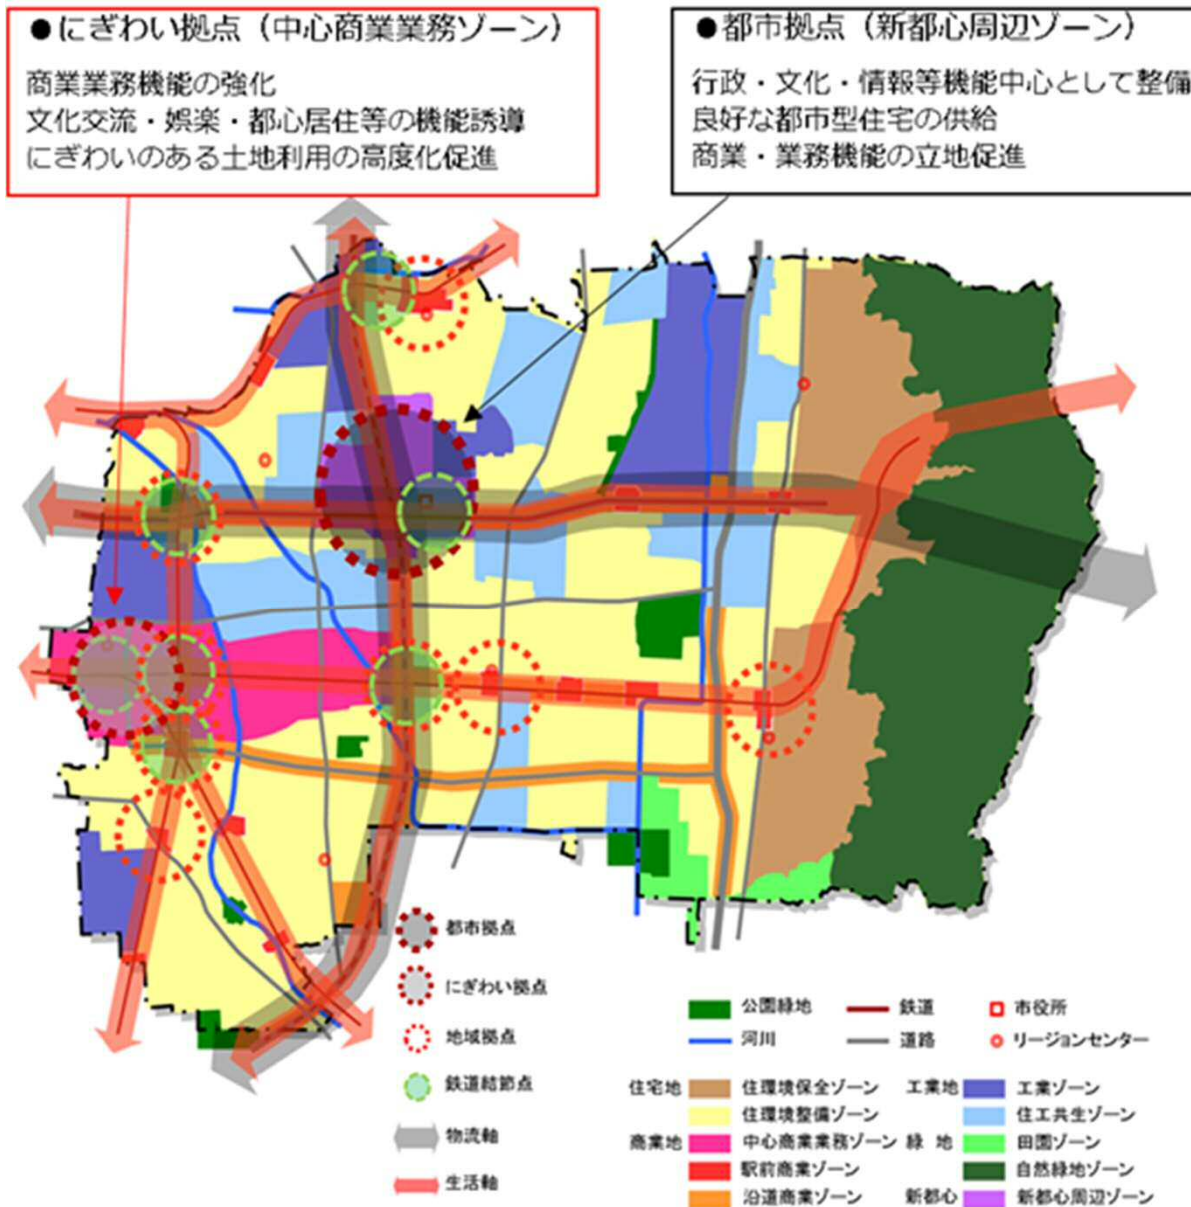 ●にぎわい拠点（中心商業業務ゾーン）
商業業務機能の強化
文化交流・娯楽・都心居住等の機能誘導
にぎわいのある土地利用の高度化促進
●都市拠点（新都心周辺ゾーン）
行政・文化・情報等機能中心として整備
良好な都市型住宅の供給
商業・業務機能の立地促進
都市拠点
にぎわい拠点
地域拠点
鉄道結節点
物流軸
生活軸
公園緑地
鉄道
市役所
河川
道路
リージョンセンター
住宅地
住環境保全ゾーン
住環境整備ゾーン
商業地
中心商業業務ゾーン
駅前商業ゾーン
沿道商業ゾーン
工業地
工業ゾーン
住工共生ゾーン
緑 地
田園ゾーン
自然緑地ゾーン
新都心
新都心周辺ゾーン